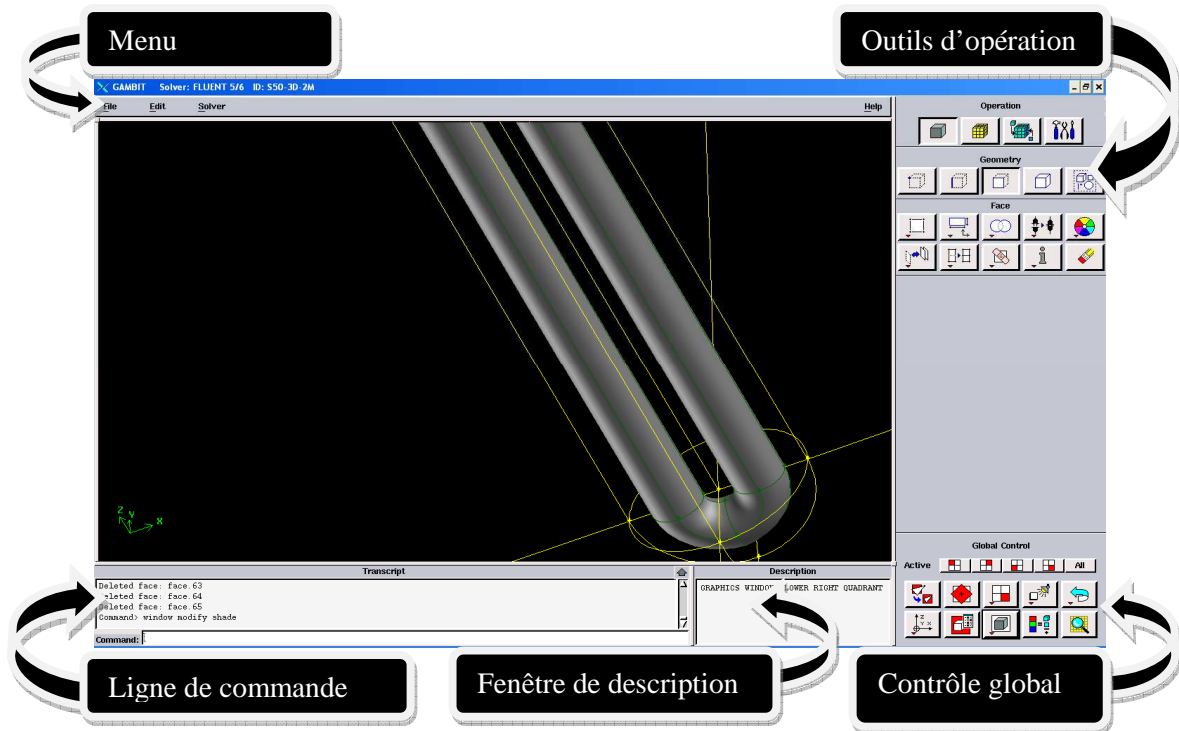 Menu
Outils d'opération
GAMBIT Solver: FLUENT 5/6 ID: S50-3D-2M
File Edit Solver Help
Operation
Geometry
Face
Z Y X
Global Control
Active All
Transcript
Description
Deleted face: face.63
Deleted face: face.64
Deleted face: face.65
Command> window modify shade
GRAPHICS WINDOW LOWER RIGHT QUADRANT
Command:
Z Y X
Ligne de commande
Fenêtre de description
Contrôle global